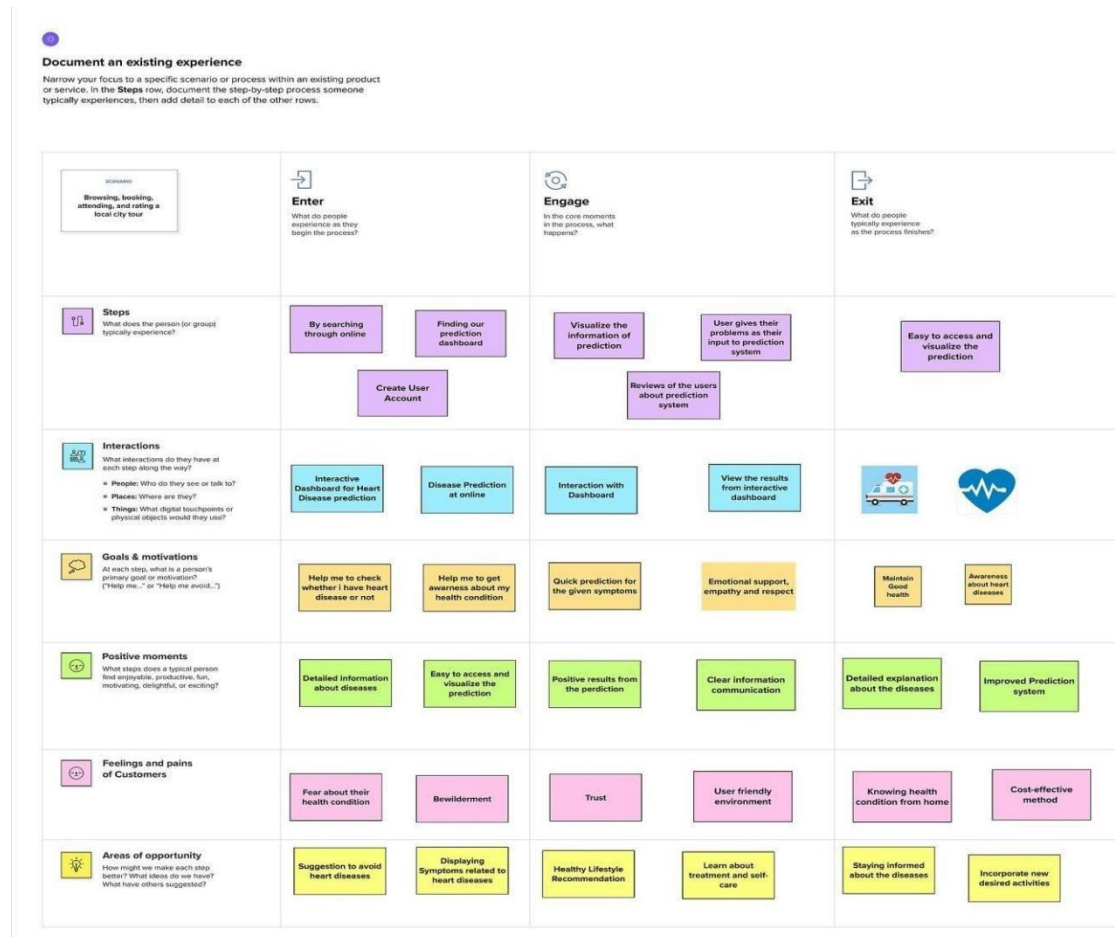 Document an existing experience
Narrow your focus to a specific scenario or process within an existing product
or service. In the Steps row, document the step-by-step process someone
typically experiences, then add detail to each of the other rows.
SCENARIO
Browsing, booking,
attending, and rating a
local city tour
Enter
What do people
experience as they
begin the process?
Engage
In the core moments
in the process, what
happens?
Exit
What do people
typically experience
as the process finishes?
Steps
What does the person (or group)
typically experience?
By searching
through online
Finding our
prediction
dashboard
Create User
Account
Visualize the
information of
prediction
User gives their
problems as their
input to prediction
system
Reviews of the users
about prediction
system
Easy to access and
visualize the
prediction
Interactions
What interactions do they have at
each step along the way?
People: Who do they see or talk to?
Places: Where are they?
Things: What digital touchpoints or
physical objects would they use?
Interactive
Dashboard for Heart
Disease prediction
Disease Prediction
at online
Interaction with
Dashboard
View the results
from interactive
dashboard
Goals & motivations
At each step, what is a person's
primary goal or motivation?
("Help me..." or "Help me avoid...")
Help me to check
whether i have heart
disease or not
Help me to get
awarness about my
health condition
Quick prediction for
the given symptoms
Emotional support,
empathy and respect
Maintain
Good
health
Awareness
about heart
diseases
Positive moments
What steps does a typical person
find enjoyable, productive, fun,
motivating, delightful, or exciting?
Detailed Information
about diseases
Easy to access and
visualize the
prediction
Positive results from
the perdiction
Clear information
communication
Detailed explanation
about the diseases
Improved Prediction
system
Feelings and pains
of Customers
Fear about their
health condition
Bewilderment
Trust
User friendly
environment
Knowing health
condition from home
Cost-effective
method
Areas of opportunity
How might we make each step
better? What ideas do we have?
What have others suggested?
Suggestion to avoid
heart diseases
Displaying
Symptoms related to
heart diseases
Healthy Lifestyle
Recommendation
Learn about
treatment and self-
care
Staying informed
about the diseases
Incorporate new
desired activities